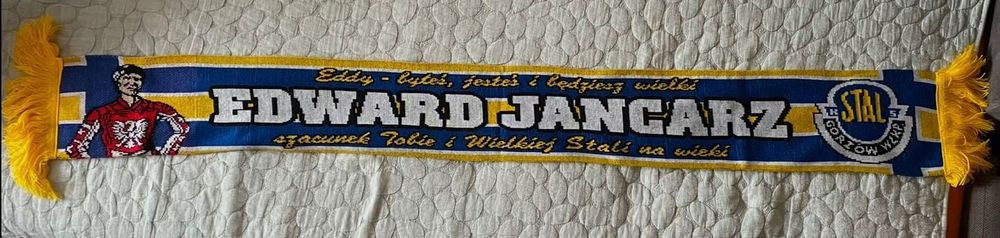 Eddy - byłeś, jesteś i będziesz wielki
EDWARD JANCARZ
szacunek Tobie i Wielkiej Stali na wieki
STAL
GORZÓW WLKP